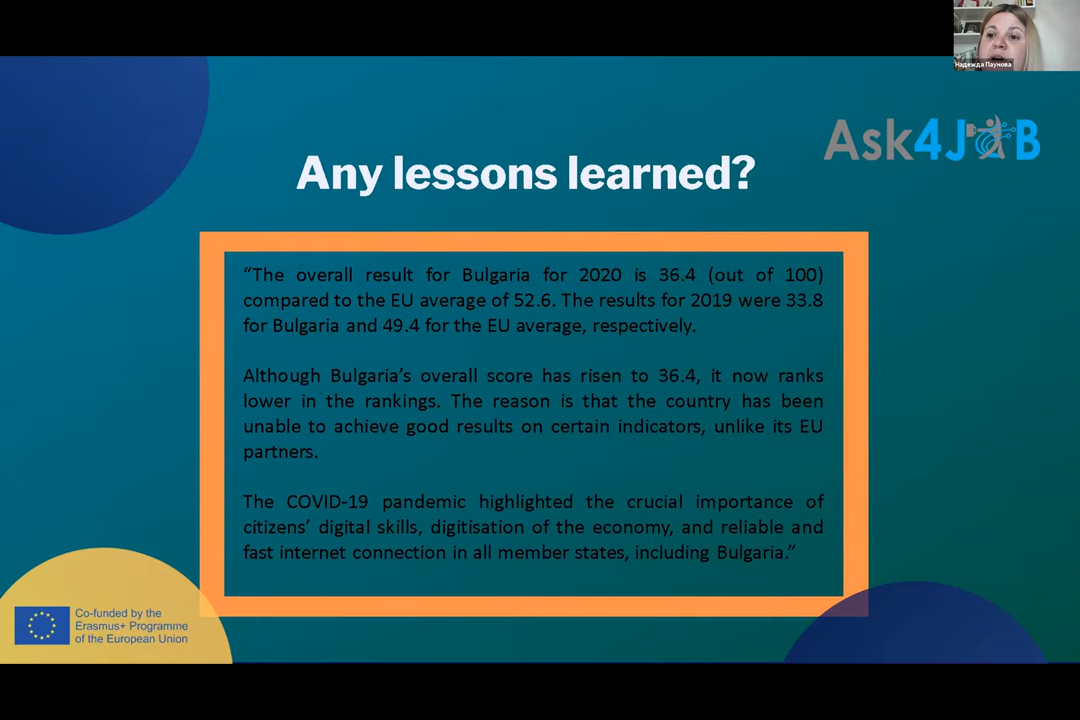 Надежда Паунова
Ask4JOB
Any lessons learned?
“The overall result for Bulgaria for 2020 is 36.4 (out of 100)
compared to the EU average of 52.6. The results for 2019 were 33.8
for Bulgaria and 49.4 for the EU average, respectively.
Although Bulgaria’s overall score has risen to 36.4, it now ranks
lower in the rankings. The reason is that the country has been
unable to achieve good results on certain indicators, unlike its EU
partners.
The COVID-19 pandemic highlighted the crucial importance of
citizens’ digital skills, digitisation of the economy, and reliable and
fast internet connection in all member states, including Bulgaria.”
Co-funded by the
Erasmus+ Programme
of the European Union